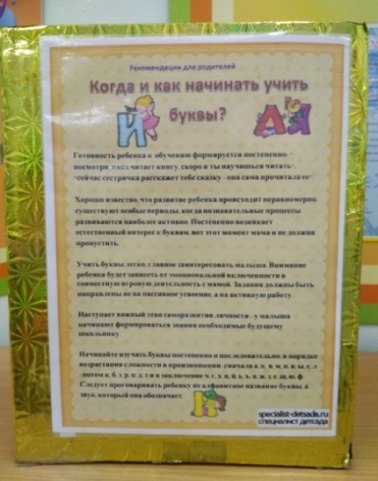 Рекомендации для родителей
Когда и как начинать учить
буквы?
Й
А Я
Готовность ребенка к обучению формируется постепенно. "
посмотри, папа читает книгу, скоро и ты научишься читать",
"сейчас сестричка расскажет тебе сказку - она сама прочитала ее".
Хорошо известно, что развитие ребенка происходит неравномерно,
существуют особые периоды, когда познавательные процессы
развиваются наиболее активно. Постепенно возникает
естественный интерес к буквам, вот этот момент мама и не должна
пропустить.
Учить буквы легко, главное заинтересовать малыша. Внимание
ребенка будет зависеть от эмоциональной включенности в
совместную игровую деятельность с мамой. Задания должны быть
направлены не на пассивное усвоение, а на активную работу.
Наступает важный этап саморазвития личности - у малыша
начинают формироваться знания необходимые будущему
школьнику.
Начинайте изучать буквы постепенно и последовательно, в порядке
возрастания сложности в произношении сначала а, о,
потом к, б, з, р, и в заключение
Следует проговаривать ребенку не алфавитное название буквы, а
звук, который она обозначает
specialist-detsada.ru
специалист детсада